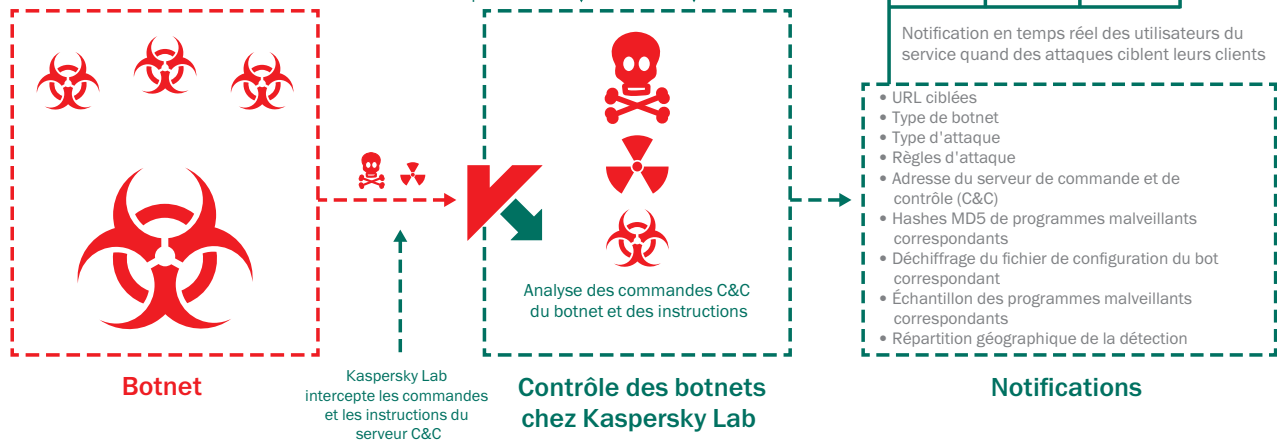 Notification en temps réel des utilisateurs du
service quand des attaques ciblent leurs clients
• URL ciblées
• Type de botnet
• Type d'attaque
• Règles d'attaque
• Adresse du serveur de commande et de
contrôle (C&C)
• Hashes MD5 de programmes malveillants
correspondants
• Déchiffrage du fichier de configuration du bot
correspondant
• Échantillon des programmes malveillants
correspondants
• Répartition géographique de la détection
Analyse des commandes C&C
du botnet et des instructions
Botnet
Kaspersky Lab
intercepte les commandes
et les instructions du
serveur C&C
Contrôle des botnets
chez Kaspersky Lab
Notifications